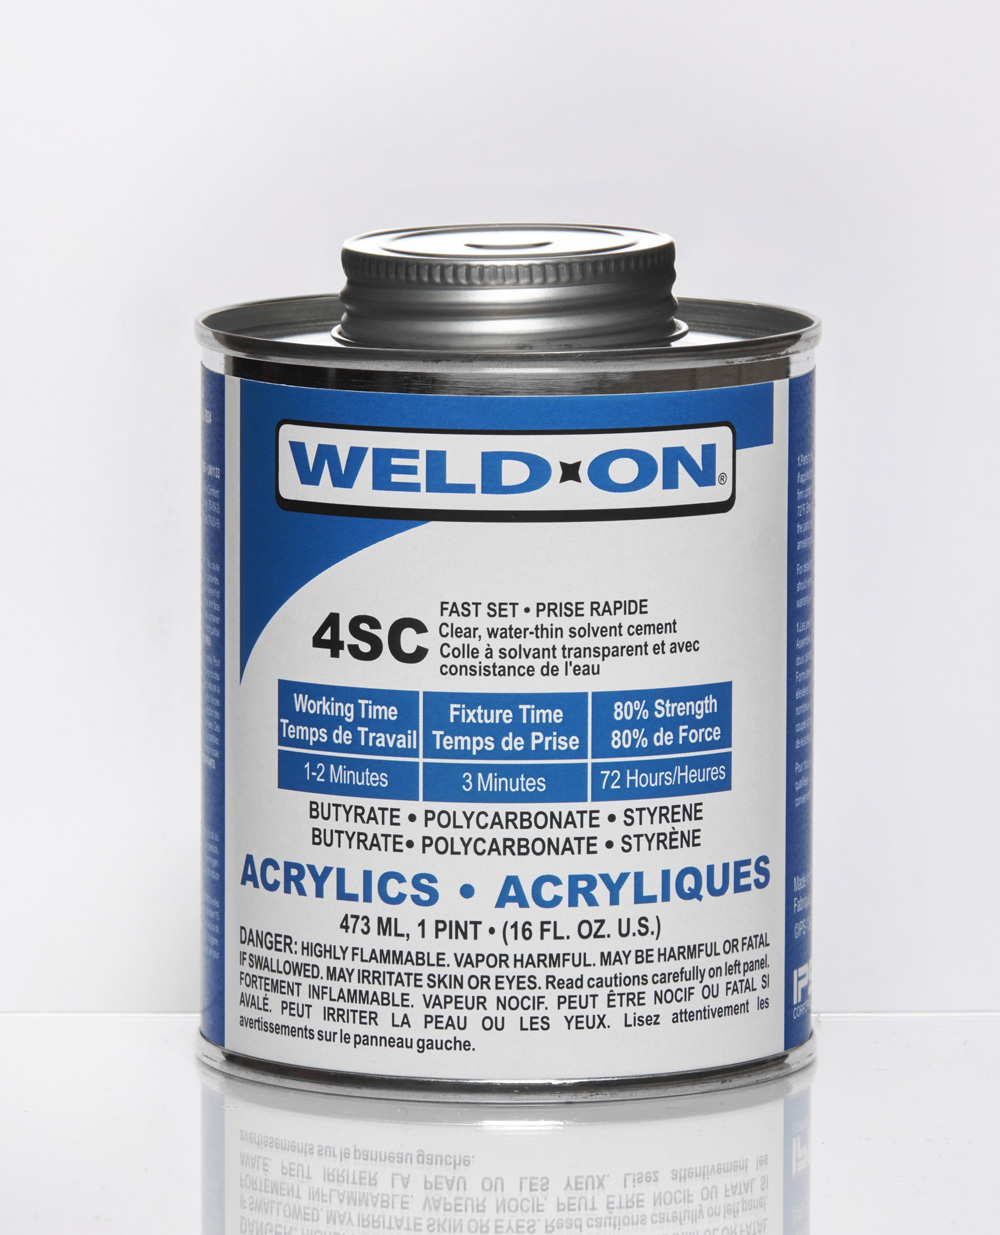 WELD-ON®
4SC
FAST SET • PRISE RAPIDE
Clear, water-thin solvent cement
Colle à solvant transparent et avec
consistance de l'eau
Working Time
Temps de Travail
Fixture Time
Temps de Prise
80% Strength
80% de Force
1-2 Minutes
3 Minutes
72 Hours/Heures
BUTYRATE • POLYCARBONATE • STYRENE
BUTYRATE • POLYCARBONATE • STYRÈNE
ACRYLICS • ACRYLIQUES
473 ML, 1 PINT • (16 FL. OZ. U.S.)
DANGER: HIGHLY FLAMMABLE. VAPOR HARMFUL. MAY BE HARMFUL OR FATAL
IF SWALLOWED. MAY IRRITATE SKIN OR EYES. Read cautions carefully on left panel.
FORTEMENT INFLAMMABLE. VAPEUR NOCIF. PEUT ÊTRE NOCIF OU FATAL SI
AVALÉ. PEUT IRRITER LA PEAU OU LES YEUX. Lisez attentivement les
avertissements sur le panneau gauche.